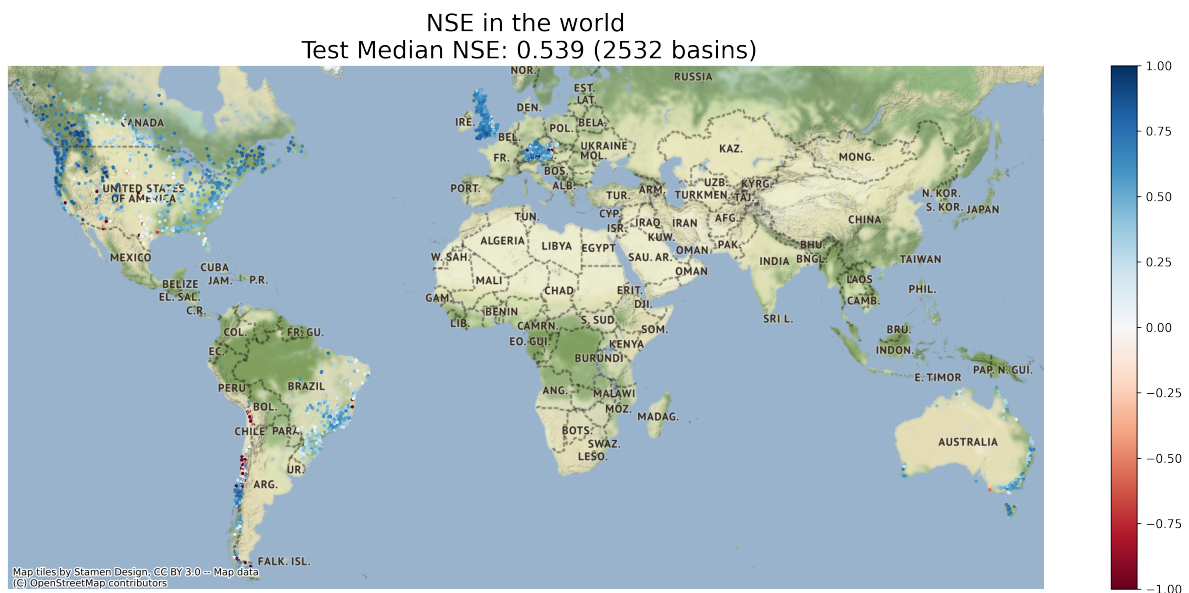 NSE in the world
Test Median NSE: 0.539 (2532 basins)
NOR.
RUSSIA
EST.
LAT.
DEN.
IRE.
BELA.
POL.
BEL.
CANADA
UKRAINE
MOL.
FR.
KAZ.
MONG.
BOS.
ALB.
UNITED STATES
OF AMERICA
PORT.
TUR.
ARM.
UZB.
KYRG.
TURKMEN.
TAJ.
N. KOR.
S. KOR.
JAPAN
CYP.
TUN.
ISR.
IRAQ
IRAN
AFG.
CHINA
KUW.
PAK.
ALGERIA
LIBYA
EGYPT
OMAN
BHU.
MEXICO
W. SAH.
SAU. AR.
INDIA
BNGL.
TAIWAN
CUBA
OMAN
JAM.
P.R.
MALI
LAOS
BELIZE
EL. SAL.
CHAD
ERIT.
PHIL.
GAM.
DJI.
CAMB.
C.R.
BENIN
LIB.
CAMRN.
S. SUD.
SOM.
SRI L.
COL.
FR. GU.
EO. GUI.
KENYA
BRU.
EC.
BURUNDI
INDON.
PERU
BRAZIL
ANG.
MALAWI
E. TIMOR
PAP. N. GUI.
BOL.
MOZ.
MADAG.
CHILE
PARA.
BOTS.
SWAZ.
LESO.
AUSTRALIA
UR.
ARG.
FALK. ISL.
Map tiles by Stamen Design, CC BY 3.0 -- Map data
(C) OpenStreetMap contributors
1.00
0.75
0.50
0.25
0.00
−0.25
−0.50
−0.75
−1.00